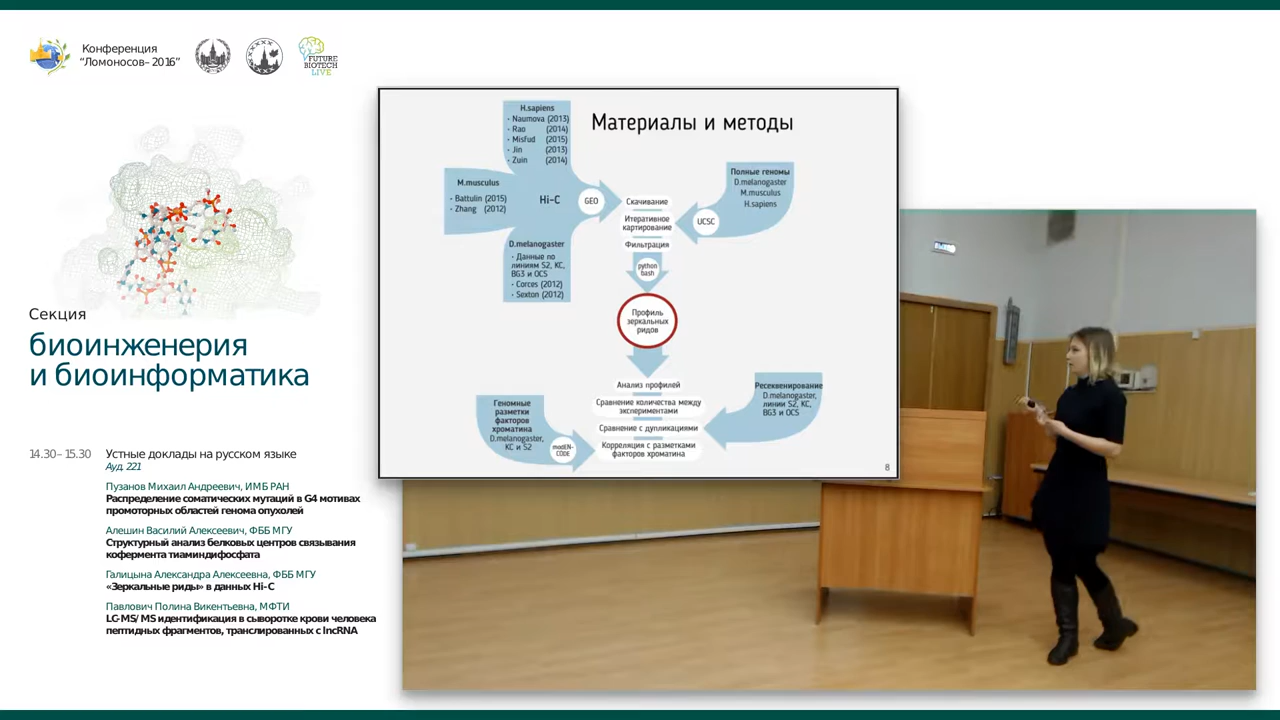 Конференция
“Ломоносов–2016”
FUTURE
BIOTECH
LIVE
Секция
биоинженерия
и биоинформатика
14.30–15.30 Устные доклады на русском языке
Ауд. 221
Пузанов Михаил Андреевич, ИМБ РАН
Распределение соматических мутаций в G4 мотивах
промоторных областей генома опухолей
Алешин Василий Алексеевич, ФББ МГУ
Структурный анализ белковых центров связывания
кофермента тиаминдифосфата
Галицына Александра Алексеевна, ФББ МГУ
«Зеркальные риды» в данных Hi-C
Павлович Полина Викентьевна, МФТИ
LC-MS/MS идентификация в сыворотке крови человека
пептидных фрагментов, транслированных с lncRNA
Материалы и методы
H.sapiens
· Naumova (2013)
· Rao (2014)
· Misfud (2015)
· Jin (2013)
· Zuin (2014)
M.musculus
· Battulin (2015)
· Zhang (2012)
Hi-C
GEO
D.melanogaster
· Данные по
линиям S2, KC,
BG3 и OCS
· Corces (2012)
· Sexton (2012)
Скачивание
Итеративное
картирование
Фильтрация
UCSC
Полные геномы
D.melanogaster
M.musculus
H.sapiens
python
bash
Профиль
зеркальных
ридов
Анализ профилей
Сравнение количества между
экспериментами
Сравнение с дупликациями
Корреляция с разметками
факторов хроматина
Геномные
разметки
факторов
хроматина
D.melanogaster,
KC и S2
modEN-
CODE
Ресеквенирование
D.melanogaster,
линии S2, KC,
BG3 и OCS
8